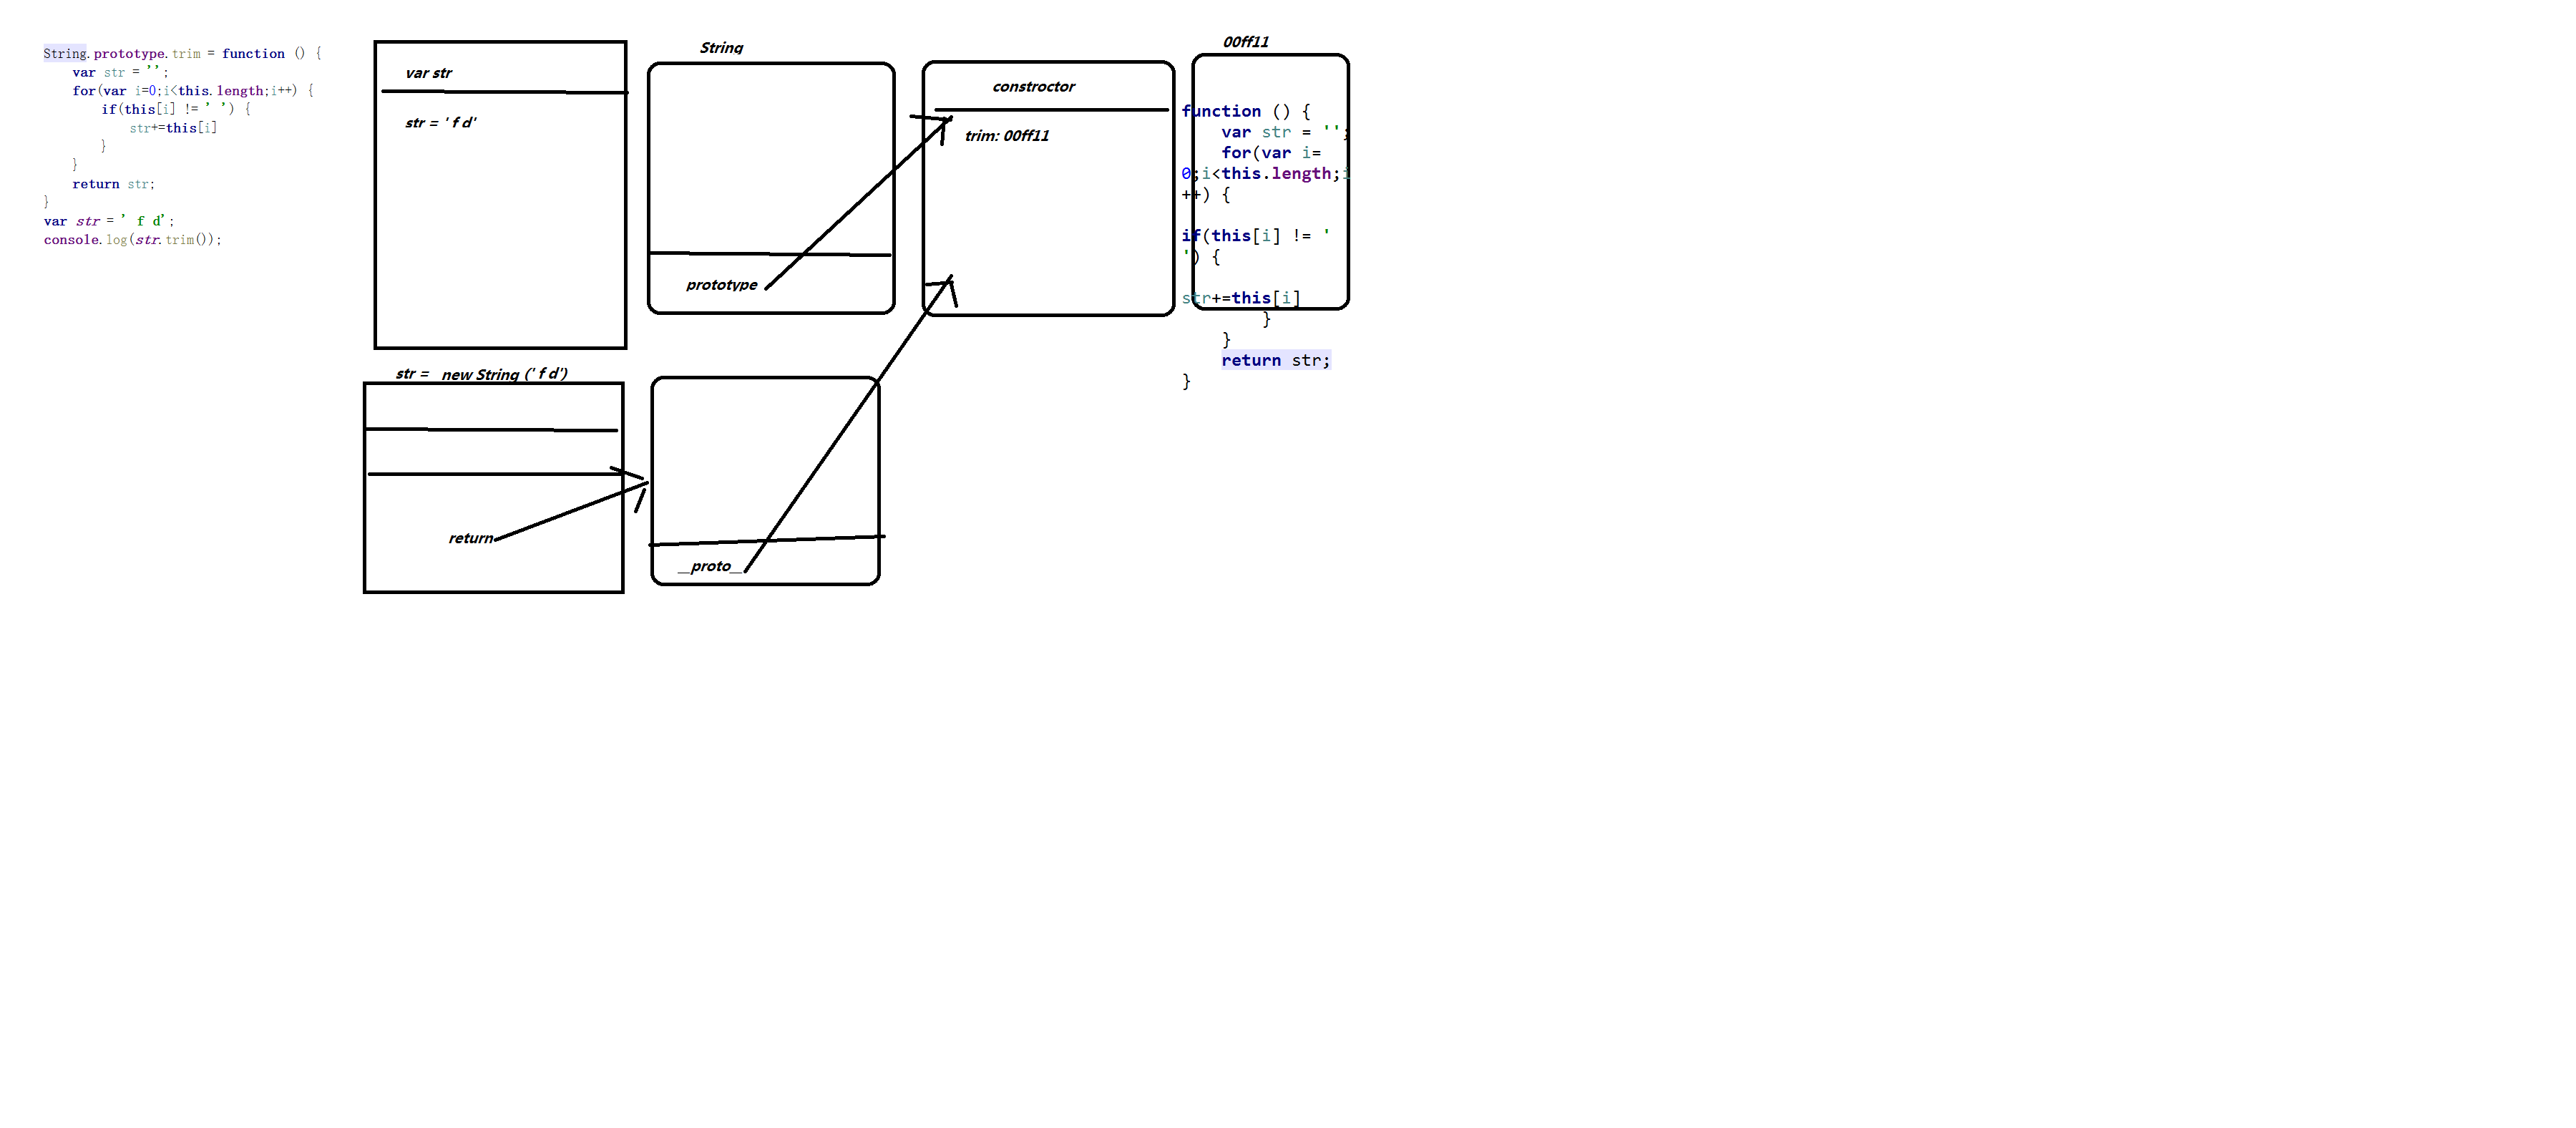 String.prototype.trim = function () {
    var str = '';
    for(var i=0;i<this.length;i++) {
        if(this[i] != ' ') {
            str+=this[i]
        }
    }
    return str;
}
var str = ' f d';
console.log(str.trim());
var str
str = ' f d'
String
prototype
constroctor
trim: 00ff11
00ff11
function () {
    var str = '';
    for(var i=
0;i<this.length;i
++) {
if(this[i] != '
') {
str+=this[i]
        }
    }
    return str;
}
str =   new String (' f d')
return
__proto__